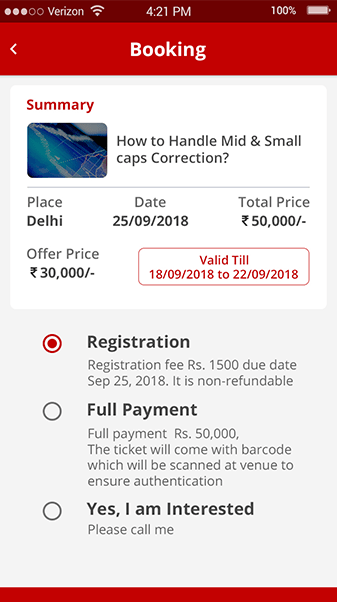 Verizon 4:21 PM 100%
Booking
Summary
How to Handle Mid & Small
caps Correction?
Place Date Total Price
Delhi 25/09/2018 ₹50,000/-
Offer Price
₹30,000/-
Valid Till
18/09/2018 to 22/09/2018
Registration
Registration fee Rs. 1500 due date
Sep 25, 2018. It is non-refundable
Full Payment
Full payment Rs. 50,000,
The ticket will come with barcode
which will be scanned at venue to
ensure authentication
Yes, I am Interested
Please call me